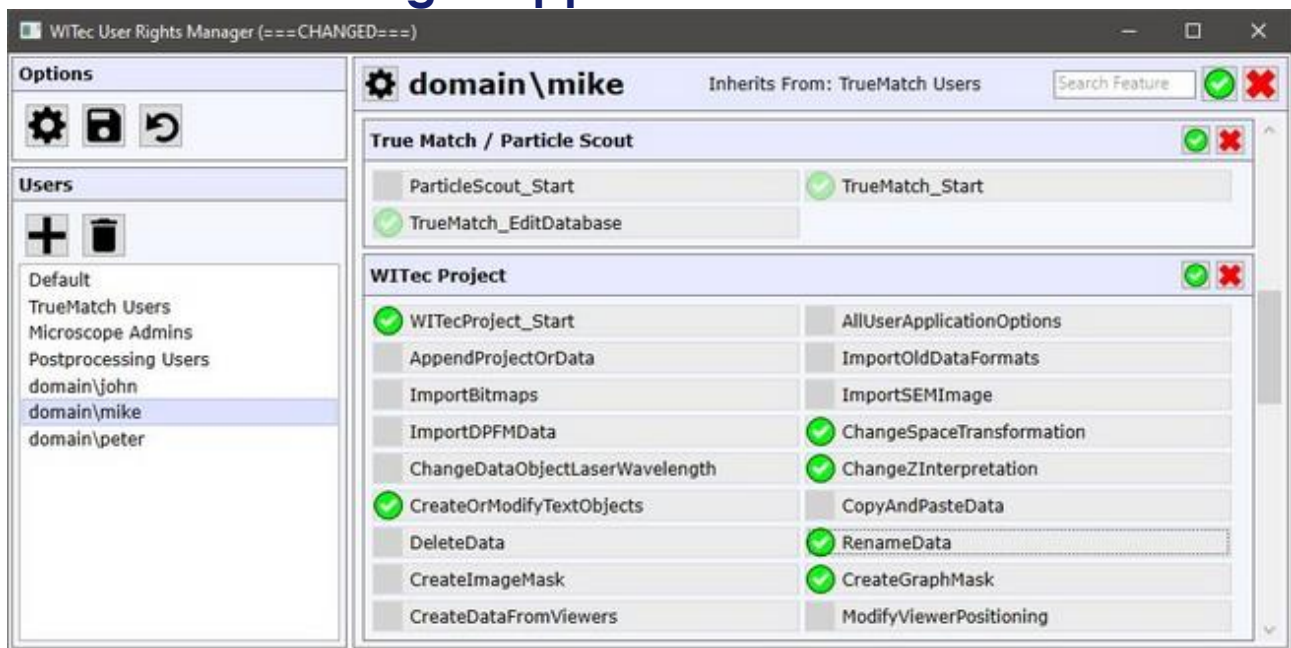 WITec User Rights Manager (===CHANGED===)
Options
Users
Default
TrueMatch Users
Microscope Admins
Postprocessing Users
domain\john
domain\mike
domain\peter
domain\mike Inherits From: TrueMatch Users Search Feature
True Match / Particle Scout
ParticleScout_Start TrueMatch_Start
TrueMatch_EditDatabase
WITec Project
WITecProject_Start AllUserApplicationOptions
AppendProjectOrData ImportOldDataFormats
ImportBitmaps ImportSEMImage
ImportDPFMData ChangeSpaceTransformation
ChangeDataObjectLaserWavelength ChangeZInterpretation
CreateOrModifyTextObjects CopyAndPasteData
DeleteData RenameData
CreateImageMask CreateGraphMask
CreateDataFromViewers ModifyViewerPositioning